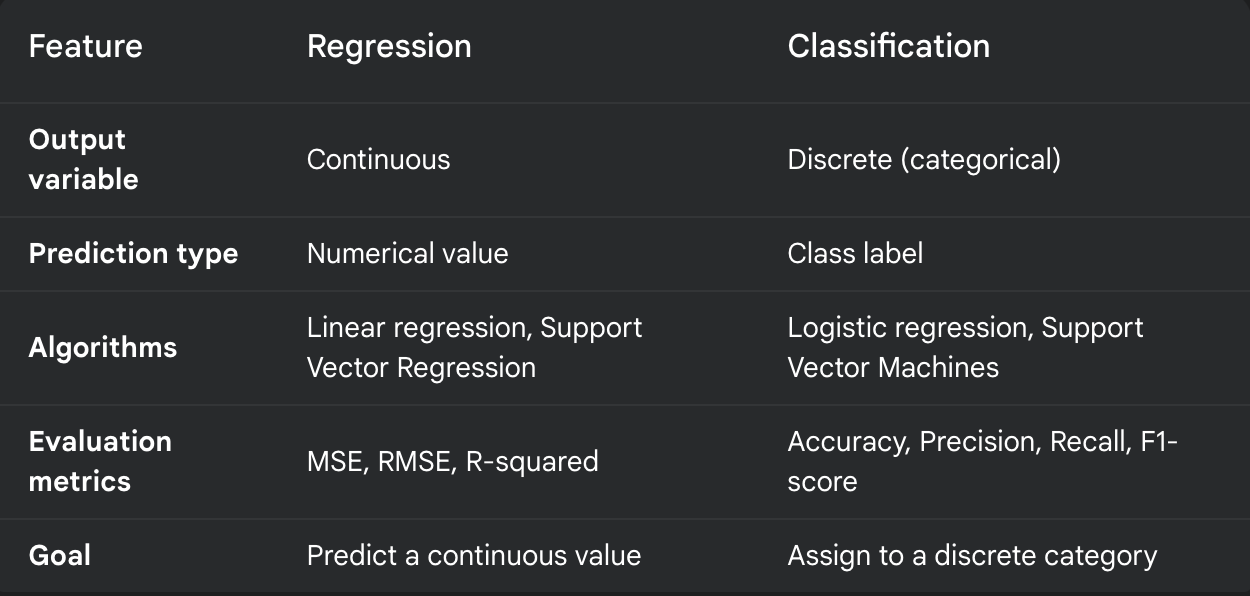 Feature Regression Classification
Output
variable
Continuous Discrete (categorical)
Prediction type Numerical value Class label
Algorithms
Linear regression, Support
Vector Regression
Logistic regression, Support
Vector Machines
Evaluation
metrics
MSE, RMSE, R-squared
Accuracy, Precision, Recall, F1-
score
Goal Predict a continuous value Assign to a discrete category